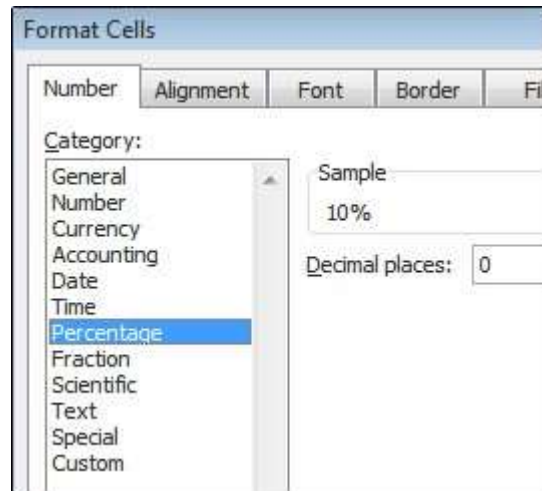 Format Cells
Number Alignment Font Border
Category:
General
Number
Currency
Accounting
Date
Time
Percentage
Fraction
Scientific
Text
Special
Custom
Sample
10%
Decimal places: 0